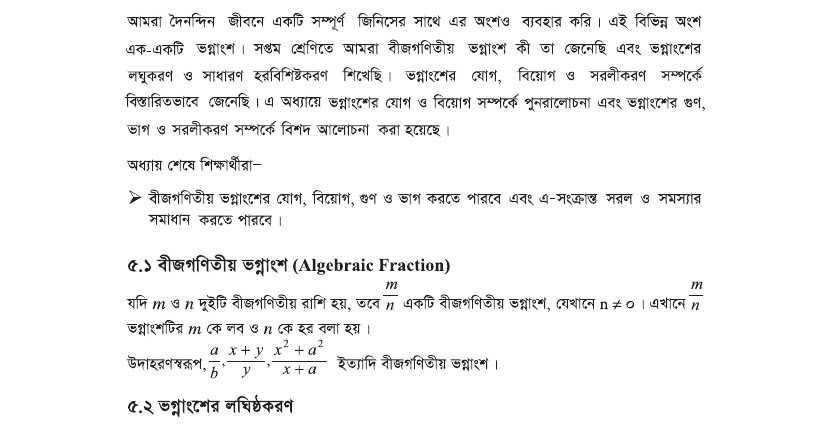 আমরা দৈনন্দিন জীবনে একটি সম্পূর্ণ জিনিসের সাথে এর অংশও ব্যবহার করি। এই বিভিন্ন অংশ
এক-একটি ভগ্নাংশ। সপ্তম শ্রেণিতে আমরা বীজগণিতীয় ভগ্নাংশ কী তা জেনেছি এবং ভগ্নাংশের
লঘুকরণ ও সাধারণ হরবিশিষ্টকরণ শিখেছি। ভগ্নাংশের যোগ, বিয়োগ ও সরলীকরণ সম্পর্কে
বিস্তারিতভাবে জেনেছি। এ অধ্যায়ে ভগ্নাংশের যোগ ও বিয়োগ সম্পর্কে পুনরালোচনা এবং ভগ্নাংশের গুণ,
ভাগ ও সরলীকরণ সম্পর্কে বিশদ আলোচনা করা হয়েছে।
অধ্যায় শেষে শিক্ষার্থীরা–
➢ বীজগণিতীয় ভগ্নাংশের যোগ, বিয়োগ, গুণ ও ভাগ করতে পারবে এবং এ-সংক্রান্ত সরল ও সমস্যার
সমাধান করতে পারবে।
৫.১ বীজগণিতীয় ভগ্নাংশ (Algebraic Fraction)
যদি m ও n দুইটি বীজগণিতীয় রাশি হয়, তবে m/n একটি বীজগণিতীয় ভগ্নাংশ, যেখানে n ≠ ০। এখানে m/n
ভগ্নাংশটির m কে লব ও n কে হর বলা হয়।
উদাহরণস্বরূপ, a/b, (x + y)/y, (x² + a²)/(x + a) ইত্যাদি বীজগণিতীয় ভগ্নাংশ।
৫.২ ভগ্নাংশের লঘিষ্ঠকরণ